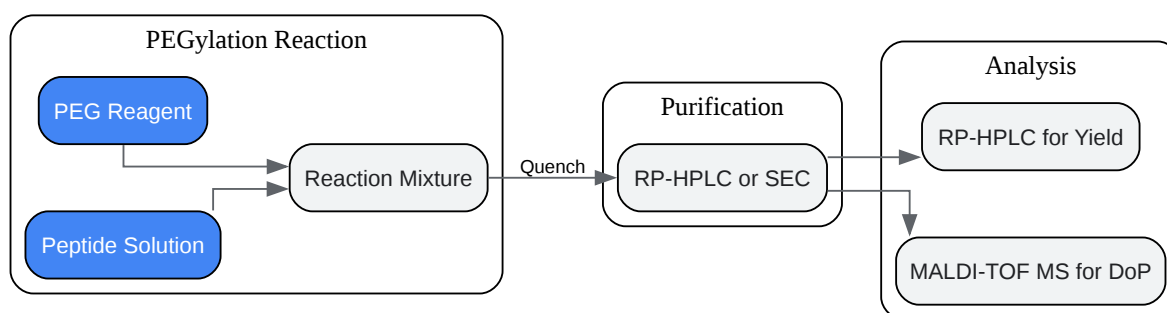 PEGylation Reaction
PEG Reagent
Peptide Solution
Reaction Mixture
Quench
Purification
RP-HPLC or SEC
Analysis
RP-HPLC for Yield
MALDI-TOF MS for DoP